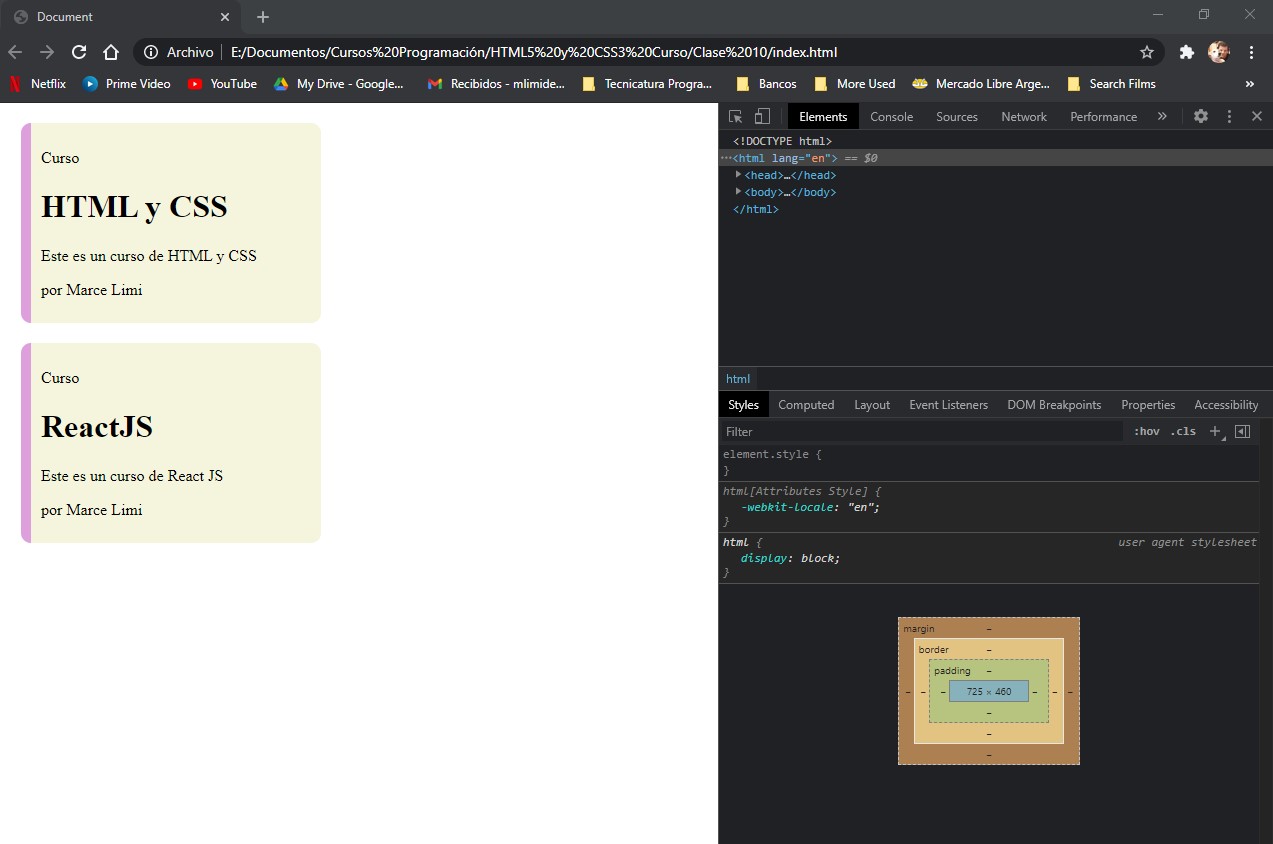 Document
Archivo E:/Documentos/Cursos%20Programación/HTML5%20y%20CSS3%20Curso/Clase%2010/index.html
Netflix Prime Video YouTube My Drive - Google... Recibidos - mlimide... Tecnicatura Progra... Bancos More Used Mercado Libre Arge... Search Films »
Curso
HTML y CSS
Este es un curso de HTML y CSS
por Marce Limi
Curso
ReactJS
Este es un curso de React JS
por Marce Limi
Elements Console Sources Network Performance »
<!DOCTYPE html>
···<html lang="en"> == $0
<head>…</head>
<body>…</body>
</html>
html
Styles Computed Layout Event Listeners DOM Breakpoints Properties Accessibility
Filter :hov .cls +
element.style {
}
html[Attributes Style] {
-webkit-locale: "en";
}
html { user agent stylesheet
display: block;
}
margin –
border –
padding –
– – – 725 × 460 – – –
–
–
–